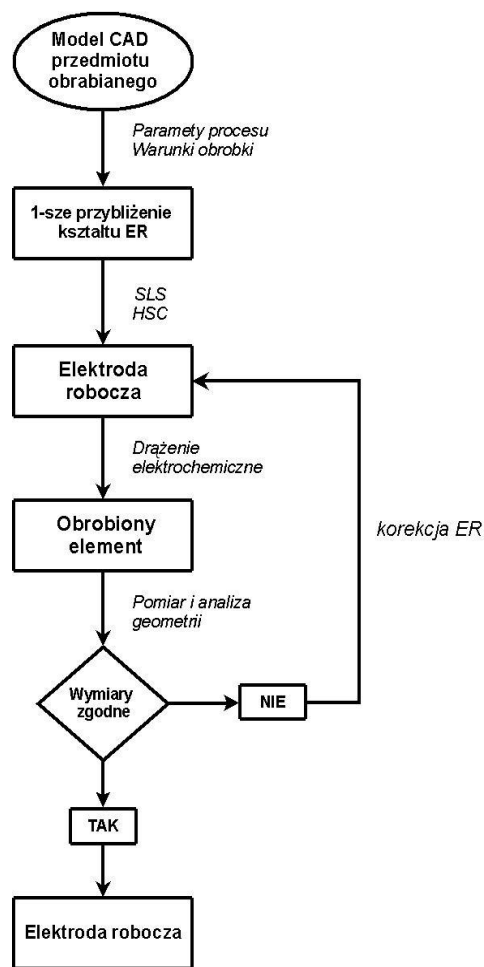 Model CAD
przedmiotu
obrabianego
Paramety procesu
Warunki obrobki
1-sze przybliżenie
kształtu ER
SLS
HSC
Elektroda
robocza
Drążenie
elektrochemiczne
korekcja ER
Obrobiony
element
Pomiar i analiza
geometrii
Wymiary
zgodne
NIE
TAK
Elektroda robocza